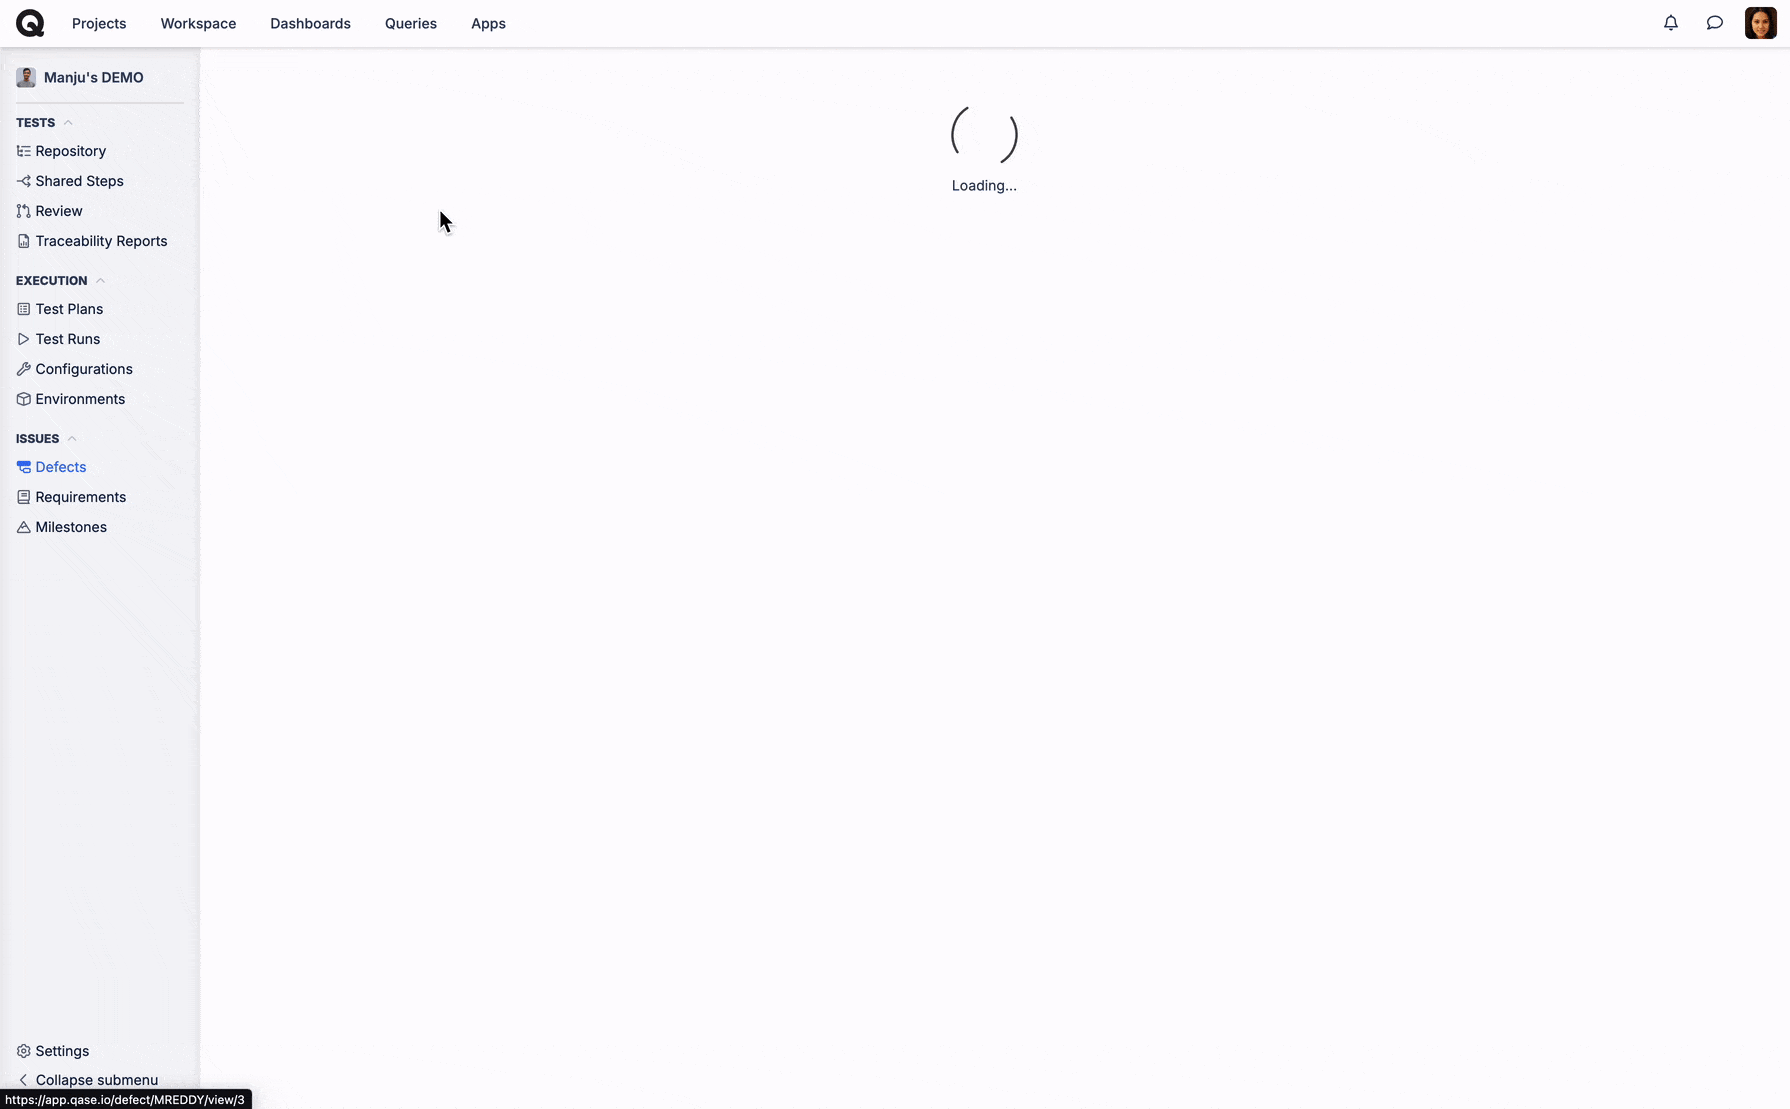 Projects
Workspace
Dashboards
Queries
Apps
Manju's DEMO
TESTS
Repository
Shared Steps
Review
Traceability Reports
EXECUTION
Test Plans
Test Runs
Configurations
Environments
ISSUES
Defects
Requirements
Milestones
Loading...
Settings
Collapse submenu
https://app.qase.io/defect/MREDDY/view/3